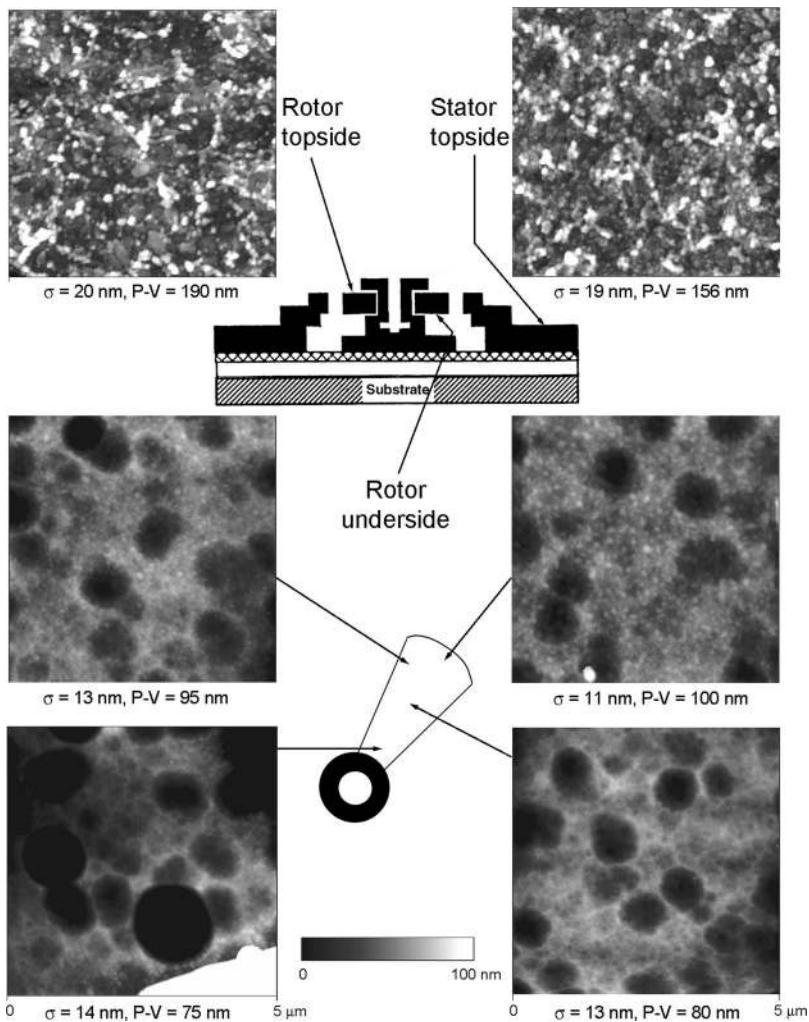 Rotor
topside
Stator
topside
σ = 20 nm, P-V = 190 nm
σ = 19 nm, P-V = 156 nm
Substrate
Rotor
underside
σ = 13 nm, P-V = 95 nm
σ = 11 nm, P-V = 100 nm
0
100 nm
0
σ = 14 nm, P-V = 75 nm
5 μm
0
σ = 13 nm, P-V = 80 nm
5 μm